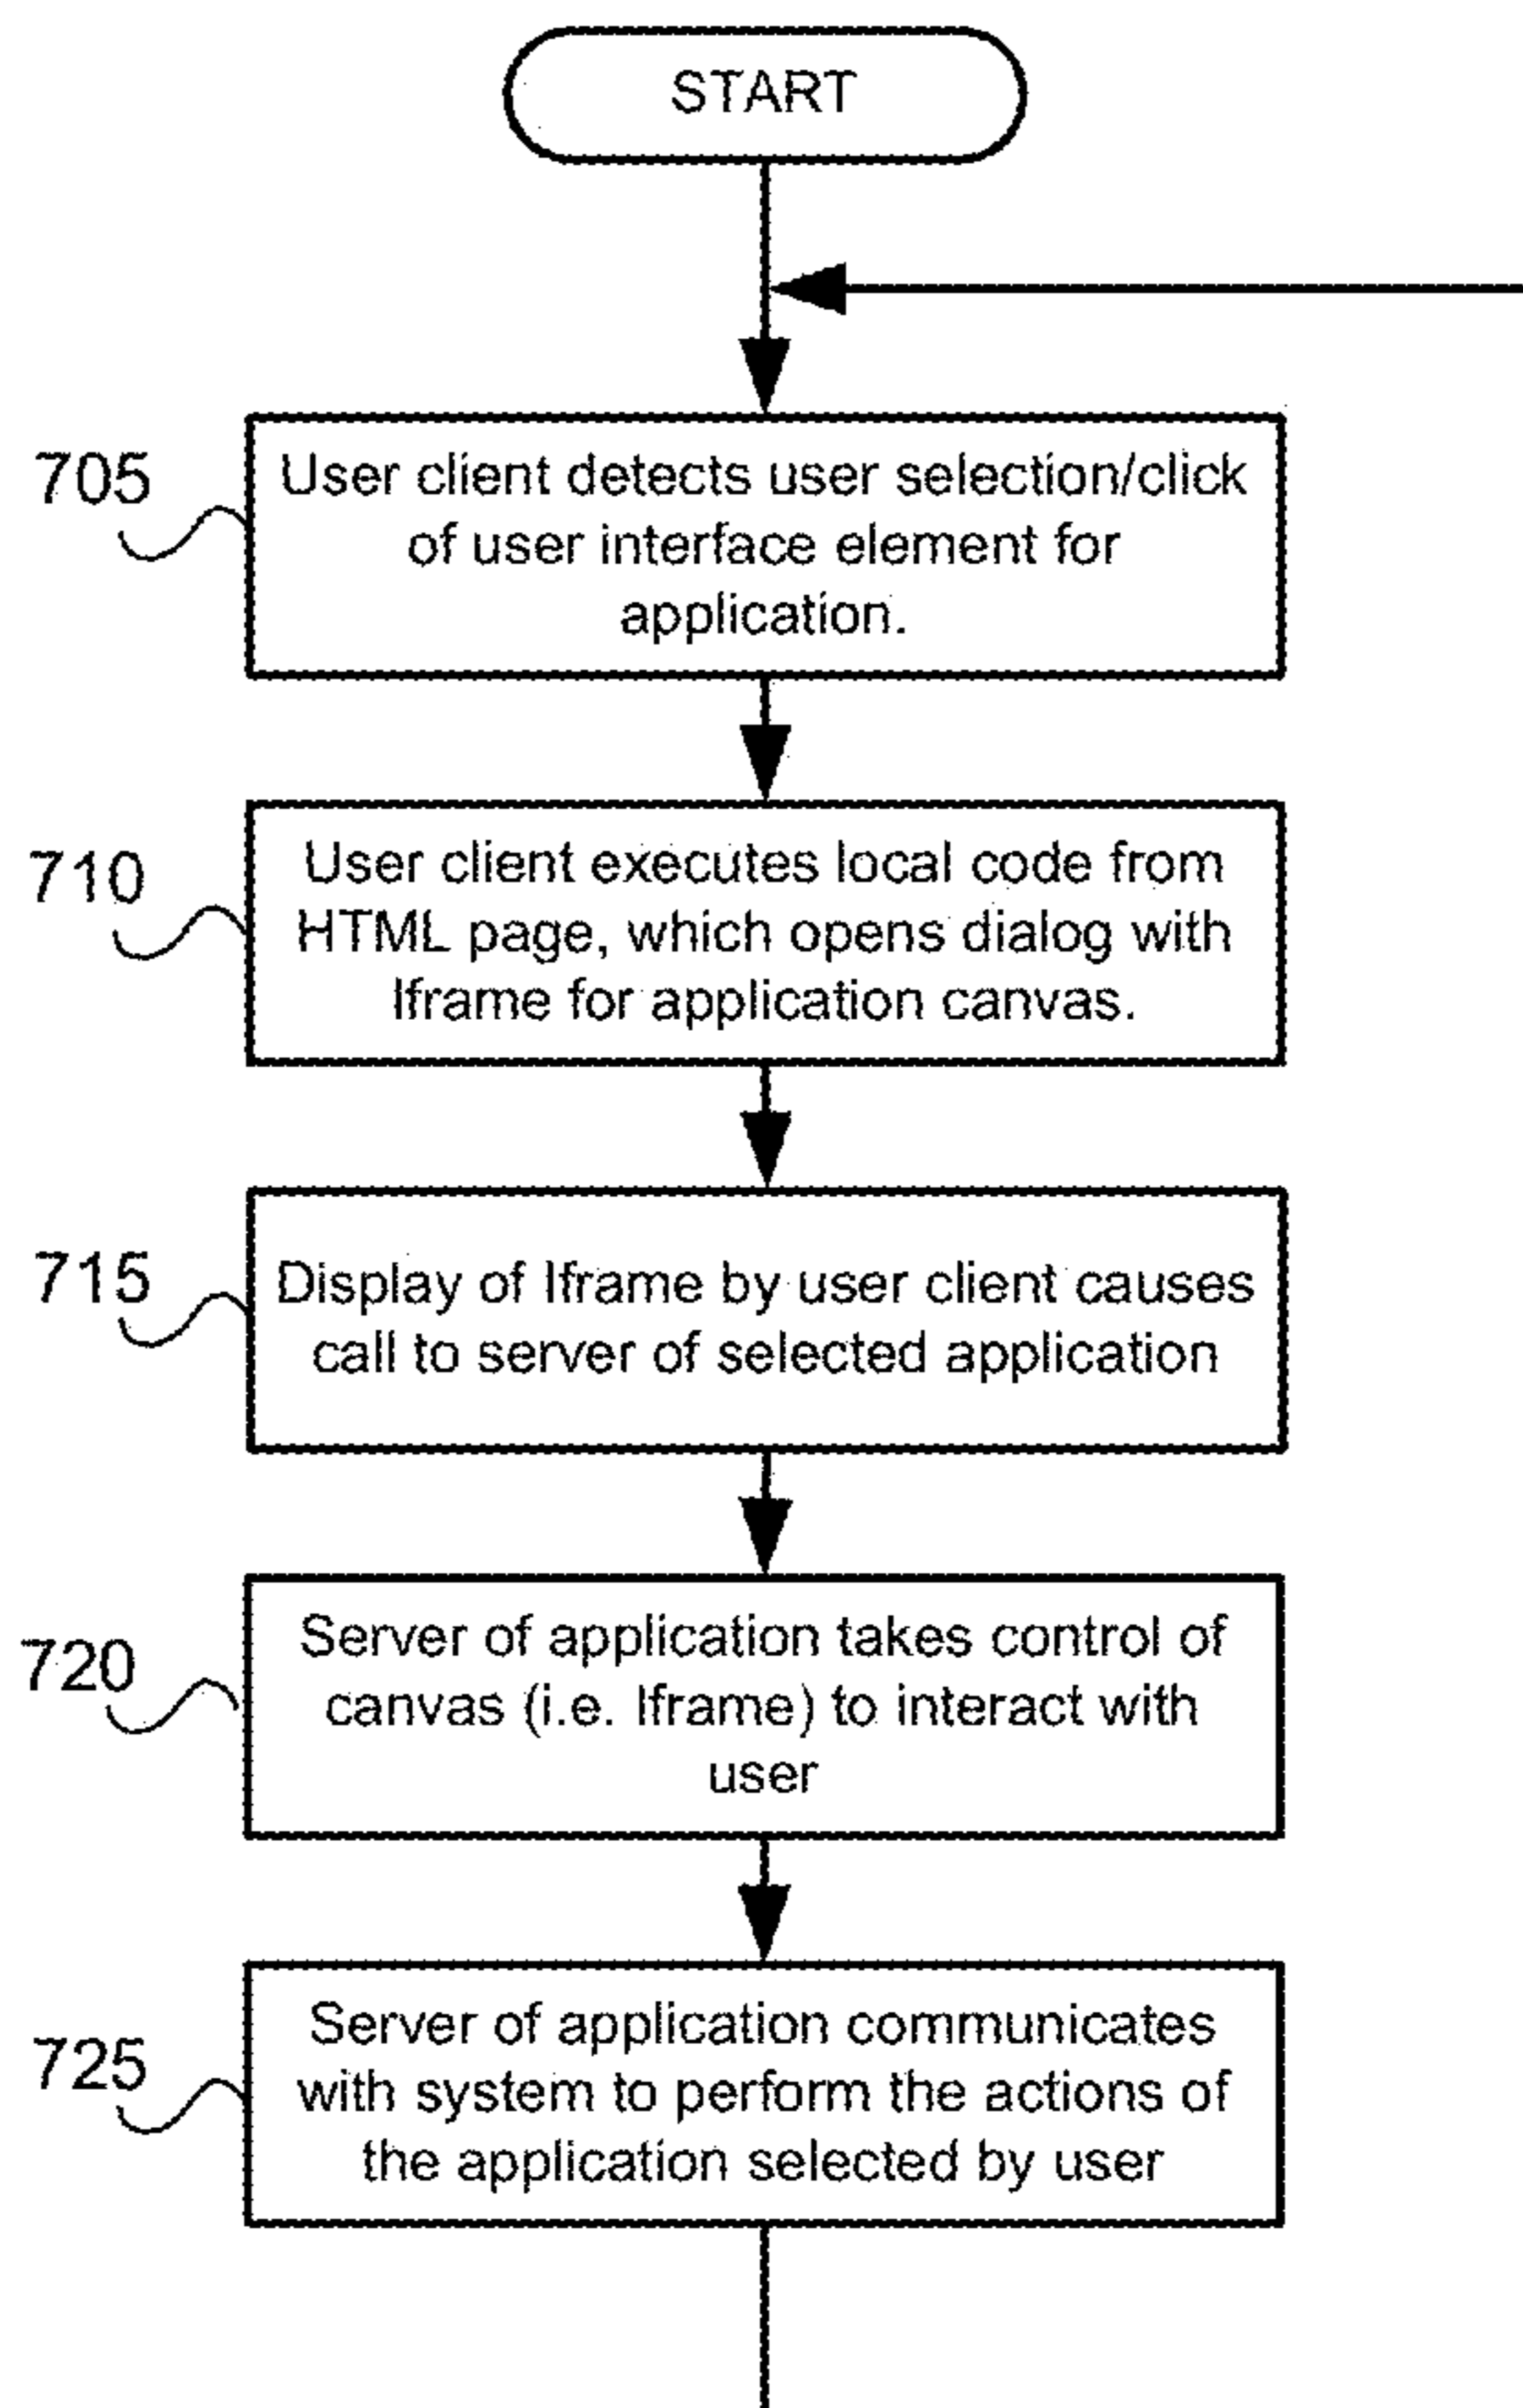 START
705
User client detects user selection/click
of user interface element for
application.
710
User client executes local code from
HTML page, which opens dialog with
Iframe for application canvas.
715
Display of Iframe by user client causes
call to server of selected application
720
Server of application takes control of
canvas (i.e. Iframe) to interact with
user
725
Server of application communicates
with system to perform the actions of
the application selected by user